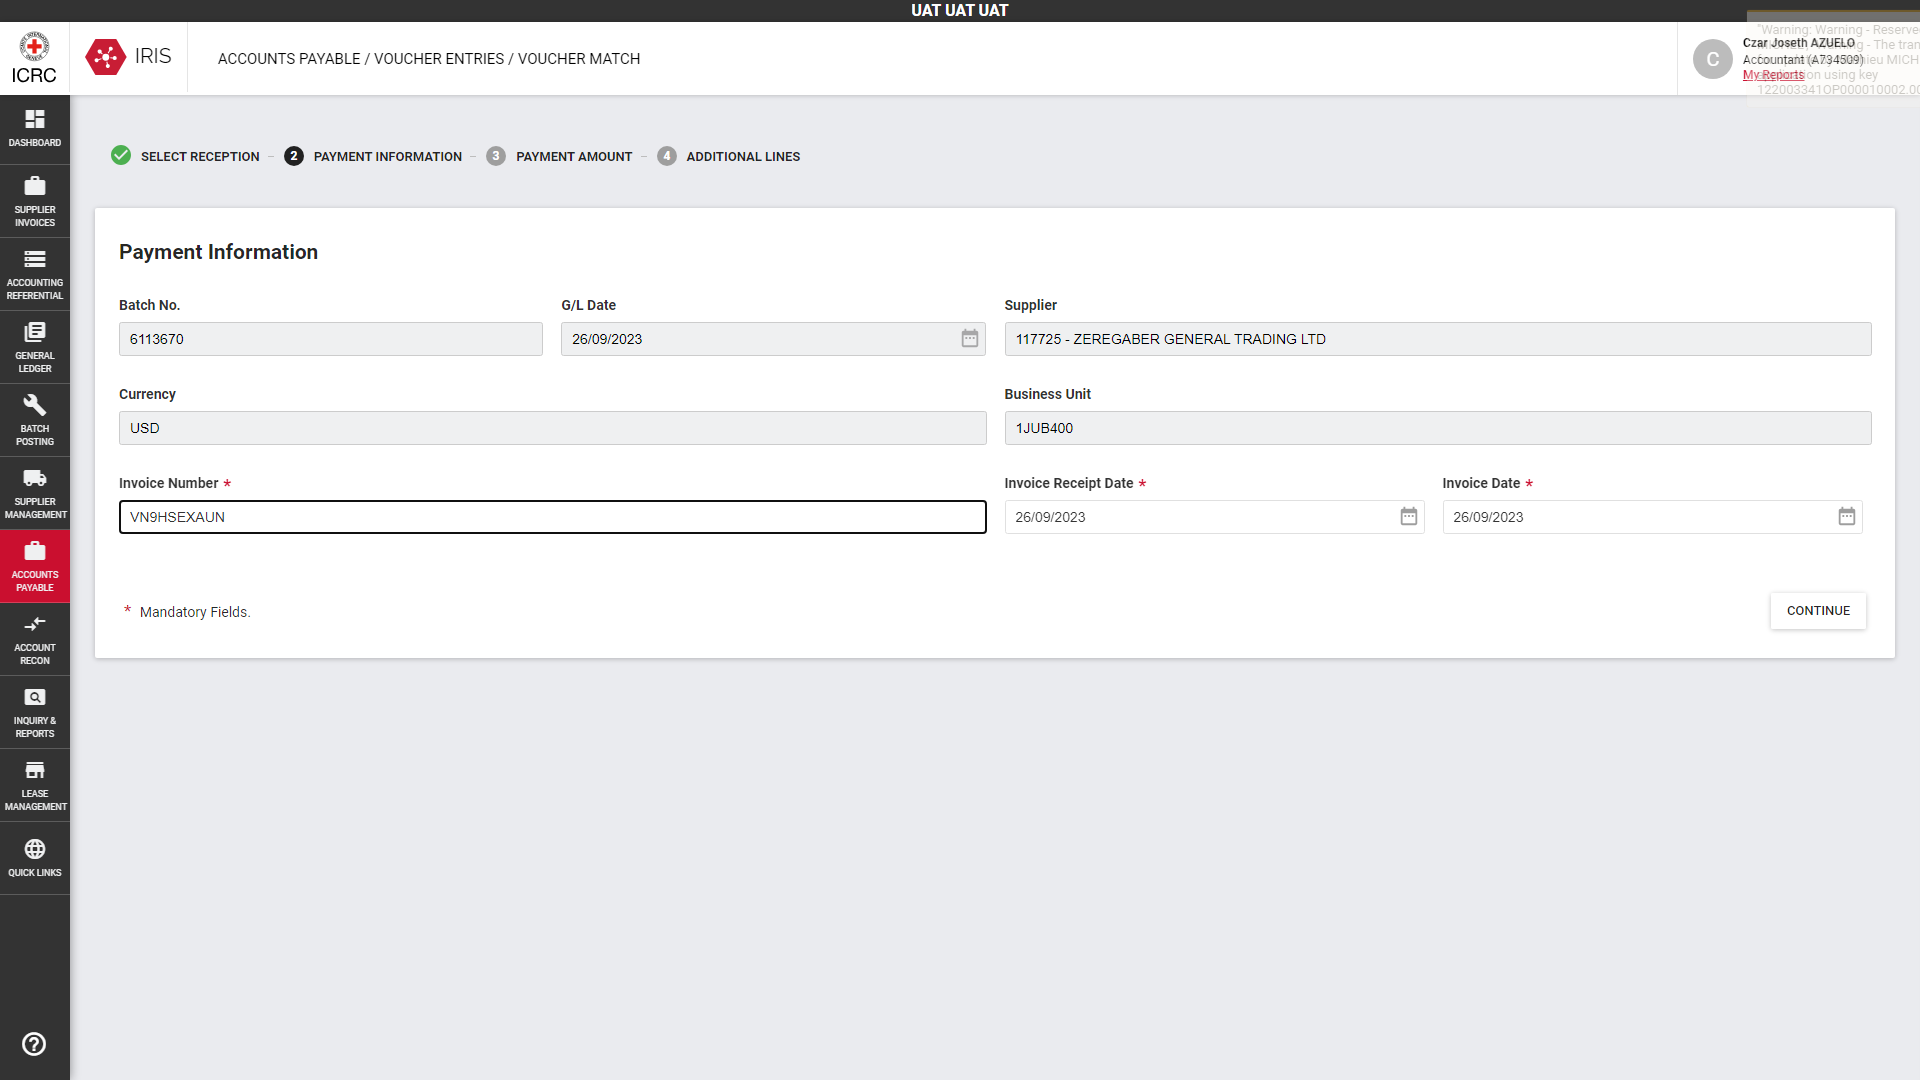 UAT UAT UAT
ICRC
IRIS
ACCOUNTS PAYABLE / VOUCHER ENTRIES / VOUCHER MATCH
C
Czar Joseth AZUELO
Accountant (A734509)
My Reports
"Warning: Warning - Reserve
122003341OP000010002.00
DASHBOARD
SUPPLIER
INVOICES
ACCOUNTING
REFERENTIAL
GENERAL
LEDGER
BATCH
POSTING
SUPPLIER
MANAGEMENT
ACCOUNTS
PAYABLE
ACCOUNT
RECON
INQUIRY &
REPORTS
LEASE
MANAGEMENT
QUICK LINKS
SELECT RECEPTION
2 PAYMENT INFORMATION
3 PAYMENT AMOUNT
4 ADDITIONAL LINES
Payment Information
Batch No.
6113670
G/L Date
26/09/2023
Supplier
117725 - ZEREGABER GENERAL TRADING LTD
Currency
USD
Business Unit
1JUB400
Invoice Number *
VN9HSEXAUN
Invoice Receipt Date *
26/09/2023
Invoice Date *
26/09/2023
* Mandatory Fields.
CONTINUE